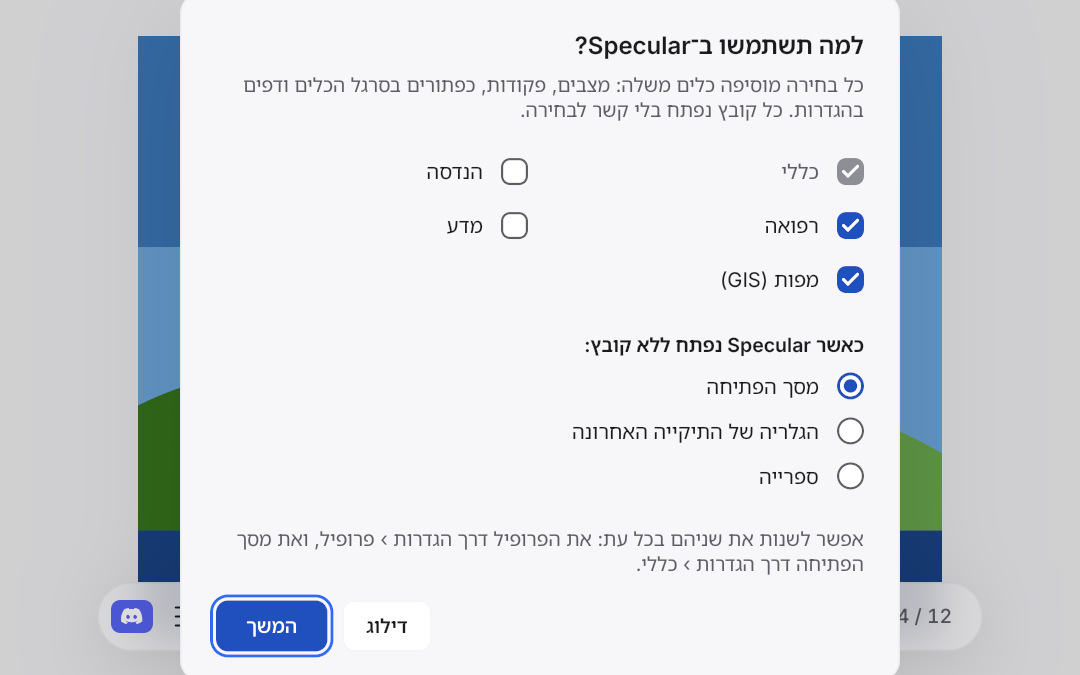 למה תשתמשו ב־Specular?
כל בחירה מוסיפה כלים משלה: מצבים, פקודות, כפתורים בסרגל הכלים ודפים
בהגדרות. כל קובץ נפתח בלי קשר לבחירה.
כללי
הנדסה
רפואה
מדע
מפות (GIS)
כאשר Specular נפתח ללא קובץ:
מסך הפתיחה
הגלריה של התיקייה האחרונה
ספרייה
אפשר לשנות את שניהם בכל עת: את הפרופיל דרך הגדרות › פרופיל, ואת מסך
הפתיחה דרך הגדרות › כללי.
דילוג
המשך
4 / 12